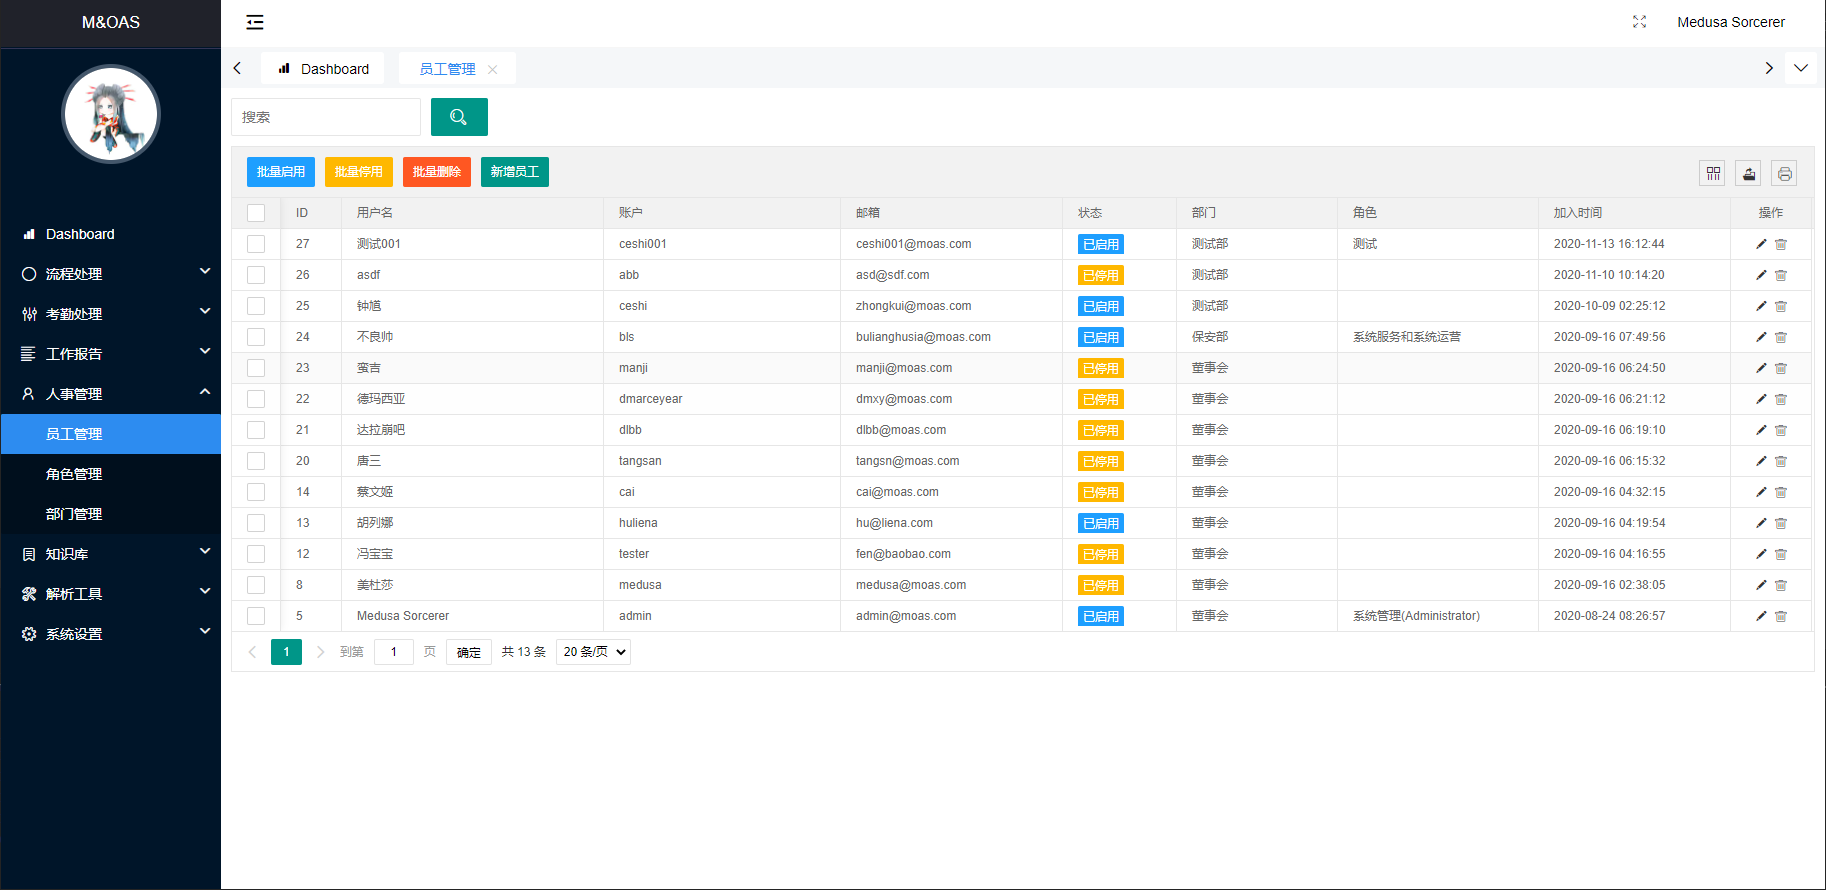 M&OAS
Medusa Sorcerer
Dashboard
员工管理
搜索
批量启用 批量停用 批量删除 新增员工
Dashboard
流程处理
考勤处理
工作报告
人事管理
员工管理
角色管理
部门管理
知识库
解析工具
系统设置
ID 用户名 账户 邮箱 状态 部门 角色 加入时间 操作
27 测试001 ceshi001 ceshi001@moas.com 已启用 测试部 测试 2020-11-13 16:12:44
26 asdf abb asd@sdf.com 已停用 测试部 2020-11-10 10:14:20
25 钟馗 ceshi zhongkui@moas.com 已启用 测试部 2020-10-09 02:25:12
24 不良帅 bls bulianghusia@moas.com 已启用 保安部 系统服务和系统运营 2020-09-16 07:49:56
23 蛮吉 manji manji@moas.com 已停用 董事会 2020-09-16 06:24:50
22 德玛西亚 dmarceyear dmxy@moas.com 已停用 董事会 2020-09-16 06:21:12
21 达拉崩吧 dlbb dlbb@moas.com 已停用 董事会 2020-09-16 06:19:10
20 唐三 tangsan tangsn@moas.com 已停用 董事会 2020-09-16 06:15:32
14 蔡文姬 cai cai@moas.com 已停用 董事会 2020-09-16 04:32:15
13 胡列娜 huliena hu@liena.com 已启用 董事会 2020-09-16 04:19:54
12 冯宝宝 tester fen@baobao.com 已停用 董事会 2020-09-16 04:16:55
8 美杜莎 medusa medusa@moas.com 已停用 董事会 2020-09-16 02:38:05
5 Medusa Sorcerer admin admin@moas.com 已启用 董事会 系统管理(Administrator) 2020-08-24 08:26:57
1 到第 1 页 确定 共 13 条 20 条/页